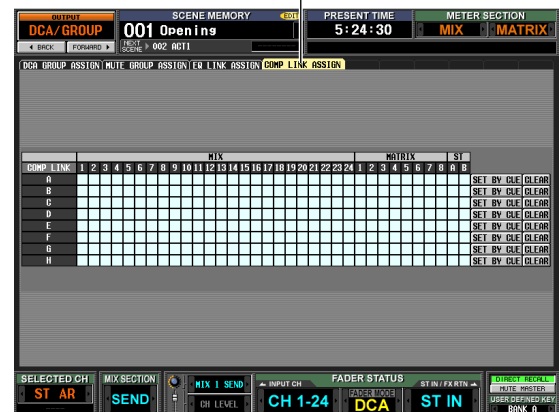 OUTPUT
DCA/GROUP
BACK FORWARD
SCENE MEMORY EDIT
001 Opening
NEXT SCENE 002 ACT1
PRESENT TIME
5:24:30
METER SECTION
MIX MATRIX
DCA GROUP ASSIGN MUTE GROUP ASSIGN EQ LINK ASSIGN COMP LINK ASSIGN
MIX MATRIX ST
COMP LINK 1 2 3 4 5 6 7 8 9 10 11 12 13 14 15 16 17 18 19 20 21 22 23 24 1 2 3 4 5 6 7 8 A B
A SET BY CUE CLEAR
B SET BY CUE CLEAR
C SET BY CUE CLEAR
D SET BY CUE CLEAR
E SET BY CUE CLEAR
F SET BY CUE CLEAR
G SET BY CUE CLEAR
H SET BY CUE CLEAR
SELECTED CH
ST AR
MIX SECTION
SEND
MIX 1 SEND
CH LEVEL
FADER STATUS
INPUT CH
CH 1-24
FADER MODE
DCA
ST IN / FX RTN
ST IN
DIRECT RECALL
MUTE MASTER
USER DEFINED KEY
BANK A